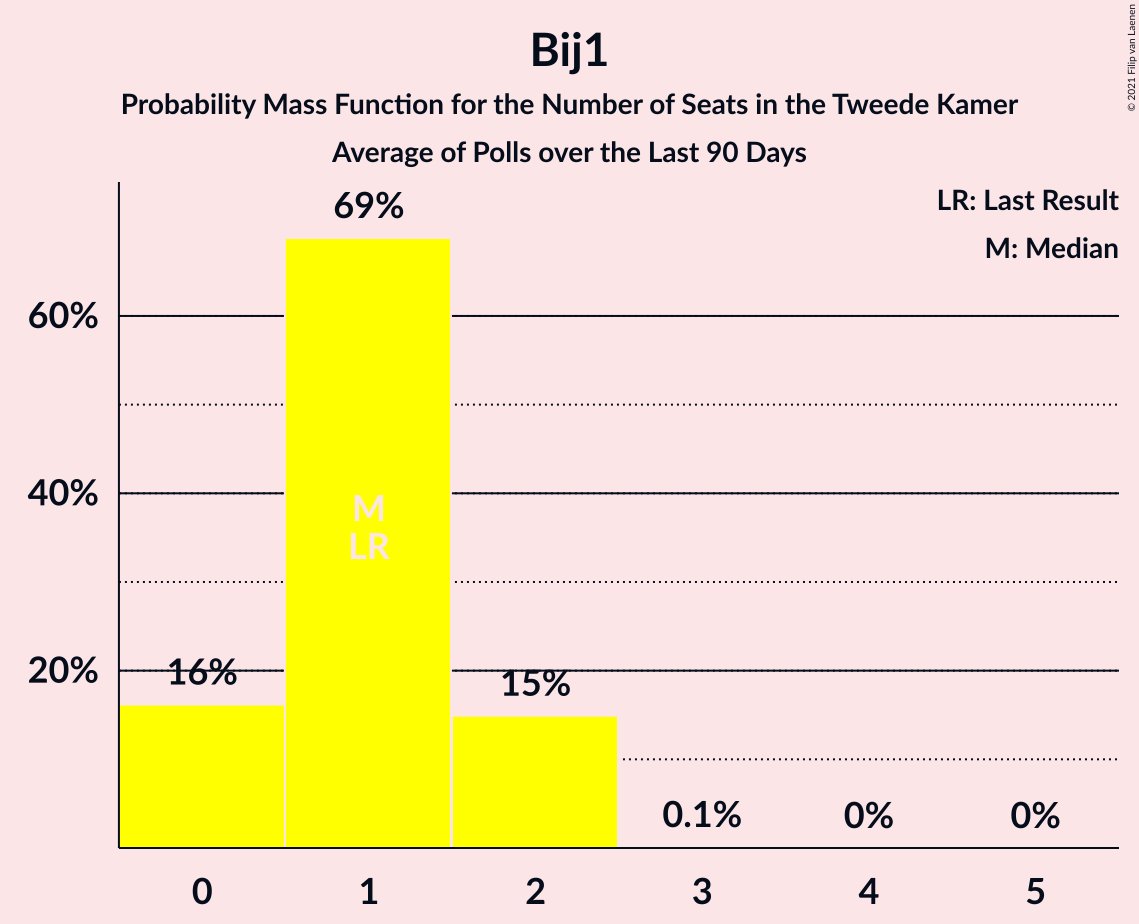 Bij1
Probability Mass Function for the Number of Seats in the Tweede Kamer
Average of Polls over the Last 90 Days
© 2021 Filip van Laenen
LR: Last Result
M: Median
69%
60%
40%
M
LR
20%
16%
15%
0.1%
0%
0%
0
1
2
3
4
5